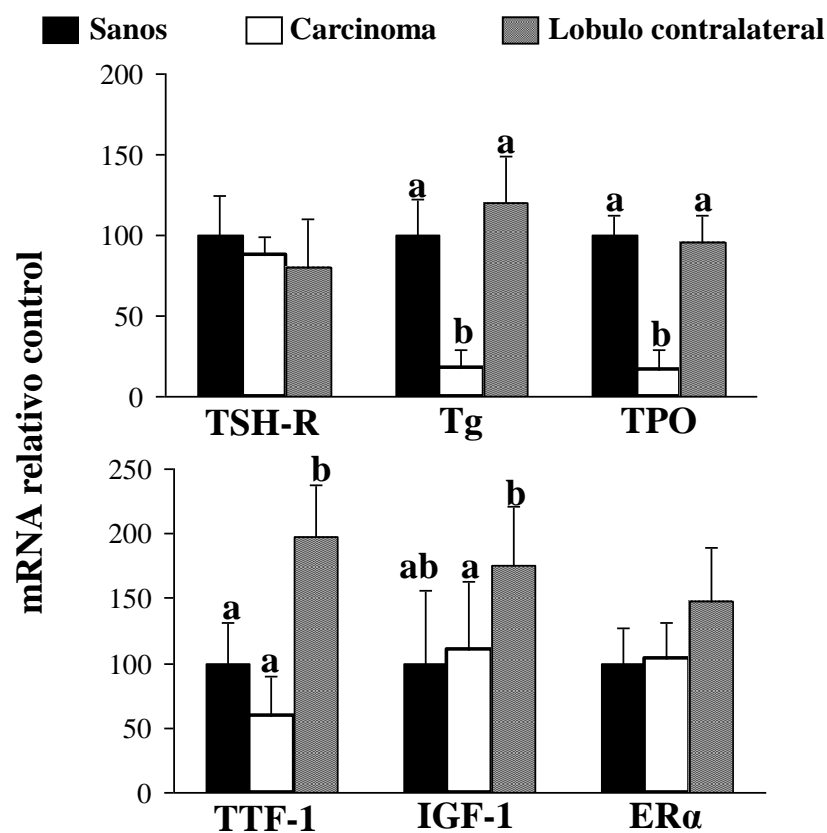 Sanos Carcinoma Lobulo contralateral
mRNA relativo control
200
150
100
50
0
a b a
a b a
TSH-R Tg TPO
250
200
150
100
50
0
a a b
ab a b
TTF-1 IGF-1 ERα